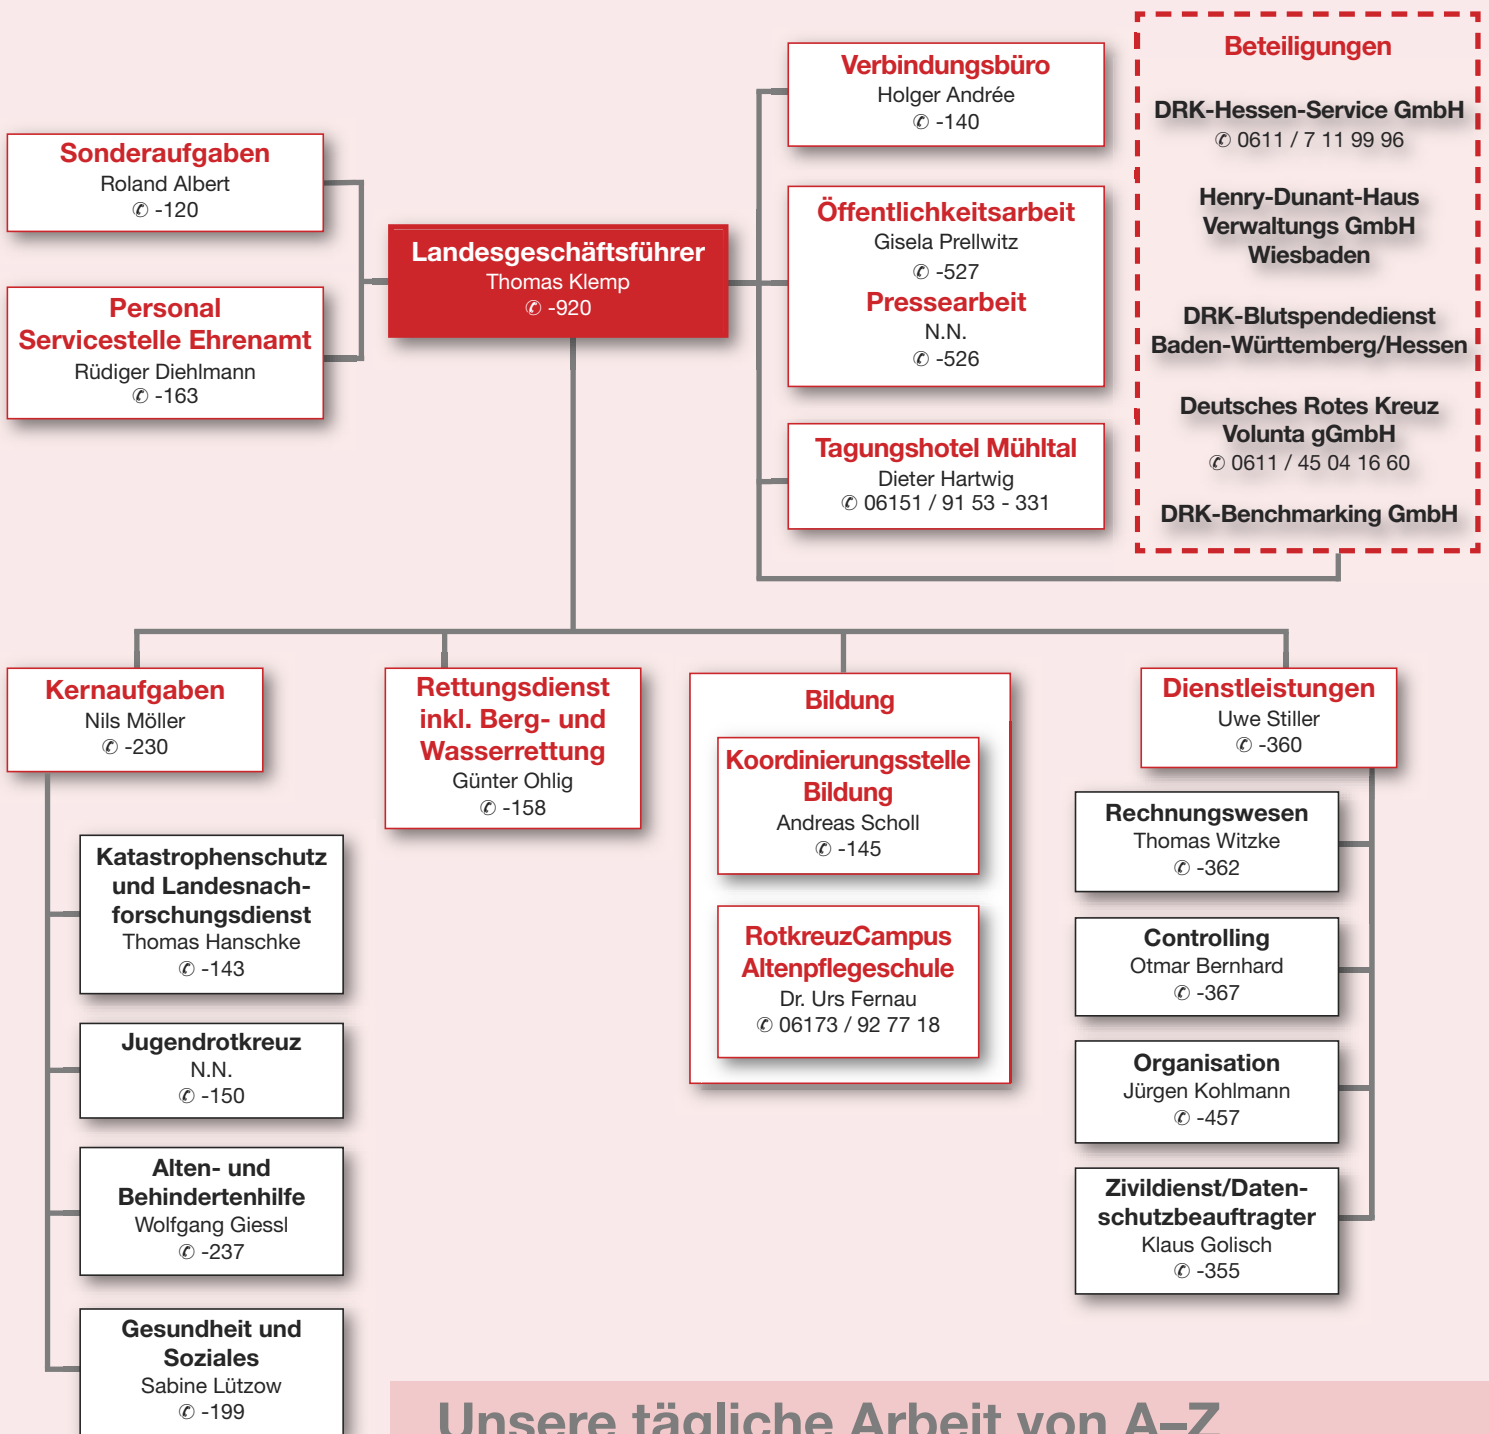 Sonderaufgaben
Roland Albert
✆ -120
Personal
Servicestelle Ehrenamt
Rüdiger Diehlmann
✆ -163
Landesgeschäftsführer
Thomas Klemp
✆ -920
Verbindungsbüro
Holger Andrée
✆ -140
Öffentlichkeitsarbeit
Gisela Prellwitz
✆ -527
Pressearbeit
N.N.
✆ -526
Tagungshotel Mühltal
Dieter Hartwig
✆ 06151 / 91 53 - 331
Beteiligungen
DRK-Hessen-Service GmbH
✆ 0611 / 7 11 99 96
Henry-Dunant-Haus
Verwaltungs GmbH
Wiesbaden
DRK-Blutspendedienst
Baden-Württemberg/Hessen
Deutsches Rotes Kreuz
Volunta gGmbH
✆ 0611 / 45 04 16 60
DRK-Benchmarking GmbH
Kernaufgaben
Nils Möller
✆ -230
Katastrophenschutz
und Landesnach-
forschungsdienst
Thomas Hanschke
✆ -143
Jugendrotkreuz
N.N.
✆ -150
Alten- und
Behindertenhilfe
Wolfgang Giessl
✆ -237
Gesundheit und
Soziales
Sabine Lützow
✆ -199
Rettungsdienst
inkl. Berg- und
Wasserrettung
Günter Ohlig
✆ -158
Bildung
Koordinierungsstelle
Bildung
Andreas Scholl
✆ -145
RotkreuzCampus
Altenpflegeschule
Dr. Urs Fernau
✆ 06173 / 92 77 18
Dienstleistungen
Uwe Stiller
✆ -360
Rechnungswesen
Thomas Witzke
✆ -362
Controlling
Otmar Bernhard
✆ -367
Organisation
Jürgen Kohlmann
✆ -457
Zivildienst/Daten-
schutzbeauftragter
Klaus Golisch
✆ -355
Unsere tägliche Arbeit von A–Z